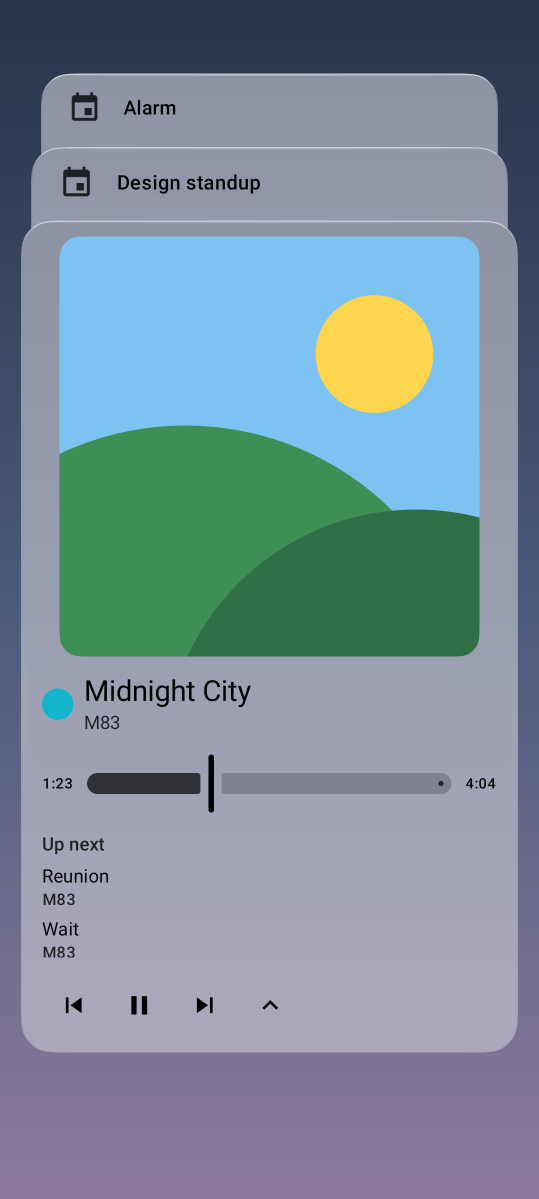 Alarm
Design standup
Midnight City
M83
1:23 4:04
Up next
Reunion
M83
Wait
M83